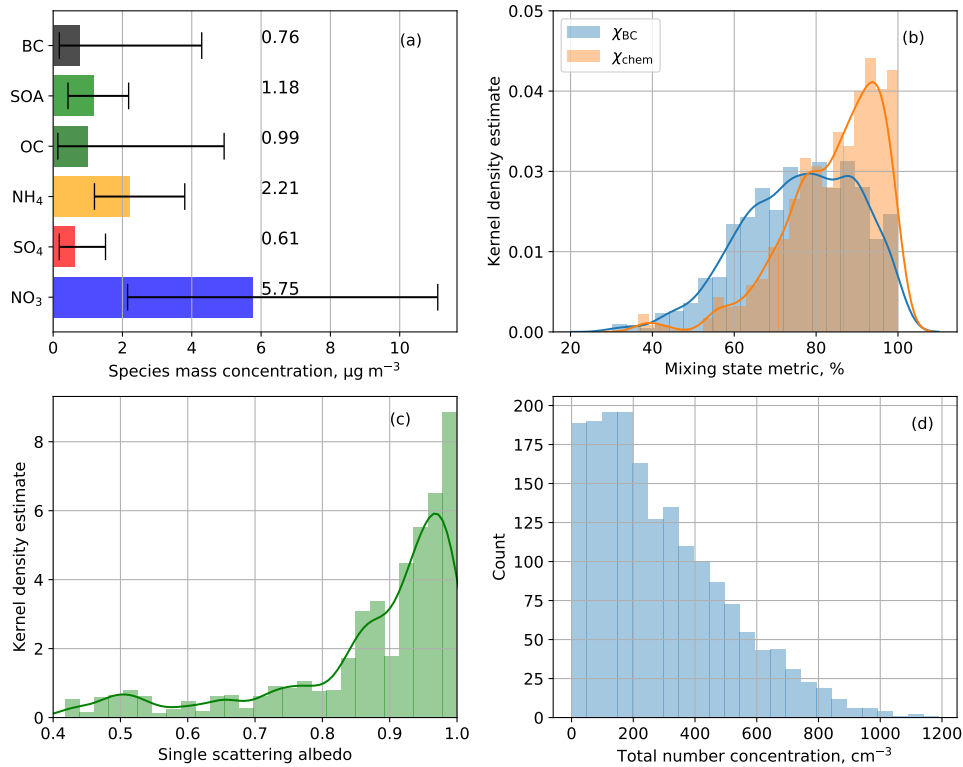 BC
SOA
OC
NH₄
SO₄
NO₃
0.76
1.18
0.99
2.21
0.61
5.75
(a)
0 2 4 6 8 10
Species mass concentration, μg m⁻³
0.05
0.04
0.03
0.01
0.00
Kernel density estimate
χBC
χchem
(b)
20 40 60 80 100 120
Mixing state metric, %
8
6
4
2
0
Kernel density estimate
(c)
0.4 0.5 0.6 0.7 0.8 0.9 1.0
Single scattering albedo
200
175
150
125
100
75
50
25
0
Count
(d)
0 200 400 600 800 1000 1200
Total number concentration, cm⁻³